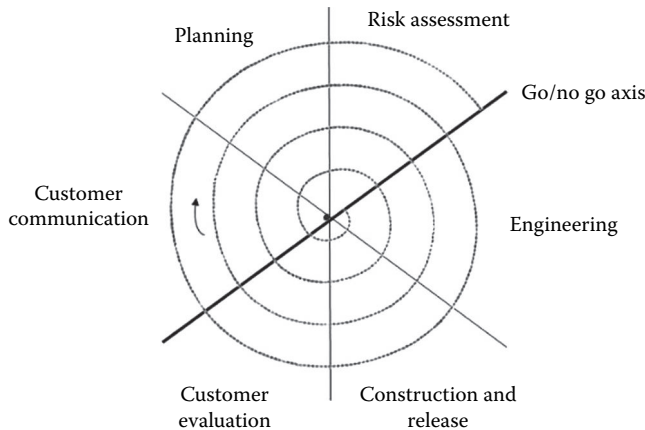 Planning
Risk assessment
Go/no go axis
Customer
communication
Engineering
Customer
evaluation
Construction and
release